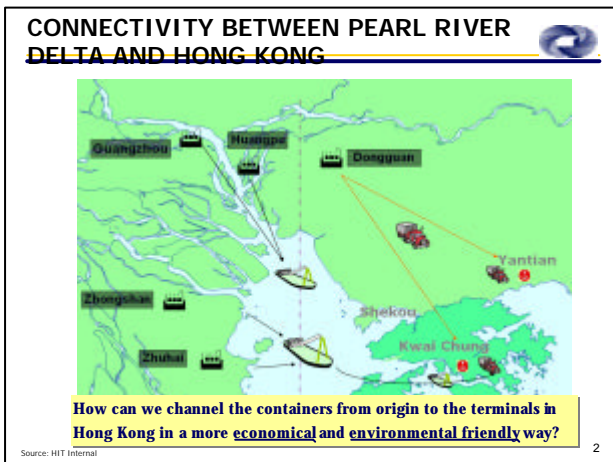 CONNECTIVITY BETWEEN PEARL RIVER
DELTA AND HONG KONG
Guangzhou
Huangpu
Dongguan
Yantian
Zhongshan
Shekou
Kwai Chung
Zhuhai
How can we channel the containers from origin to the terminals in
Hong Kong in a more economical and environmental friendly way?
Source: HIT Internal
2